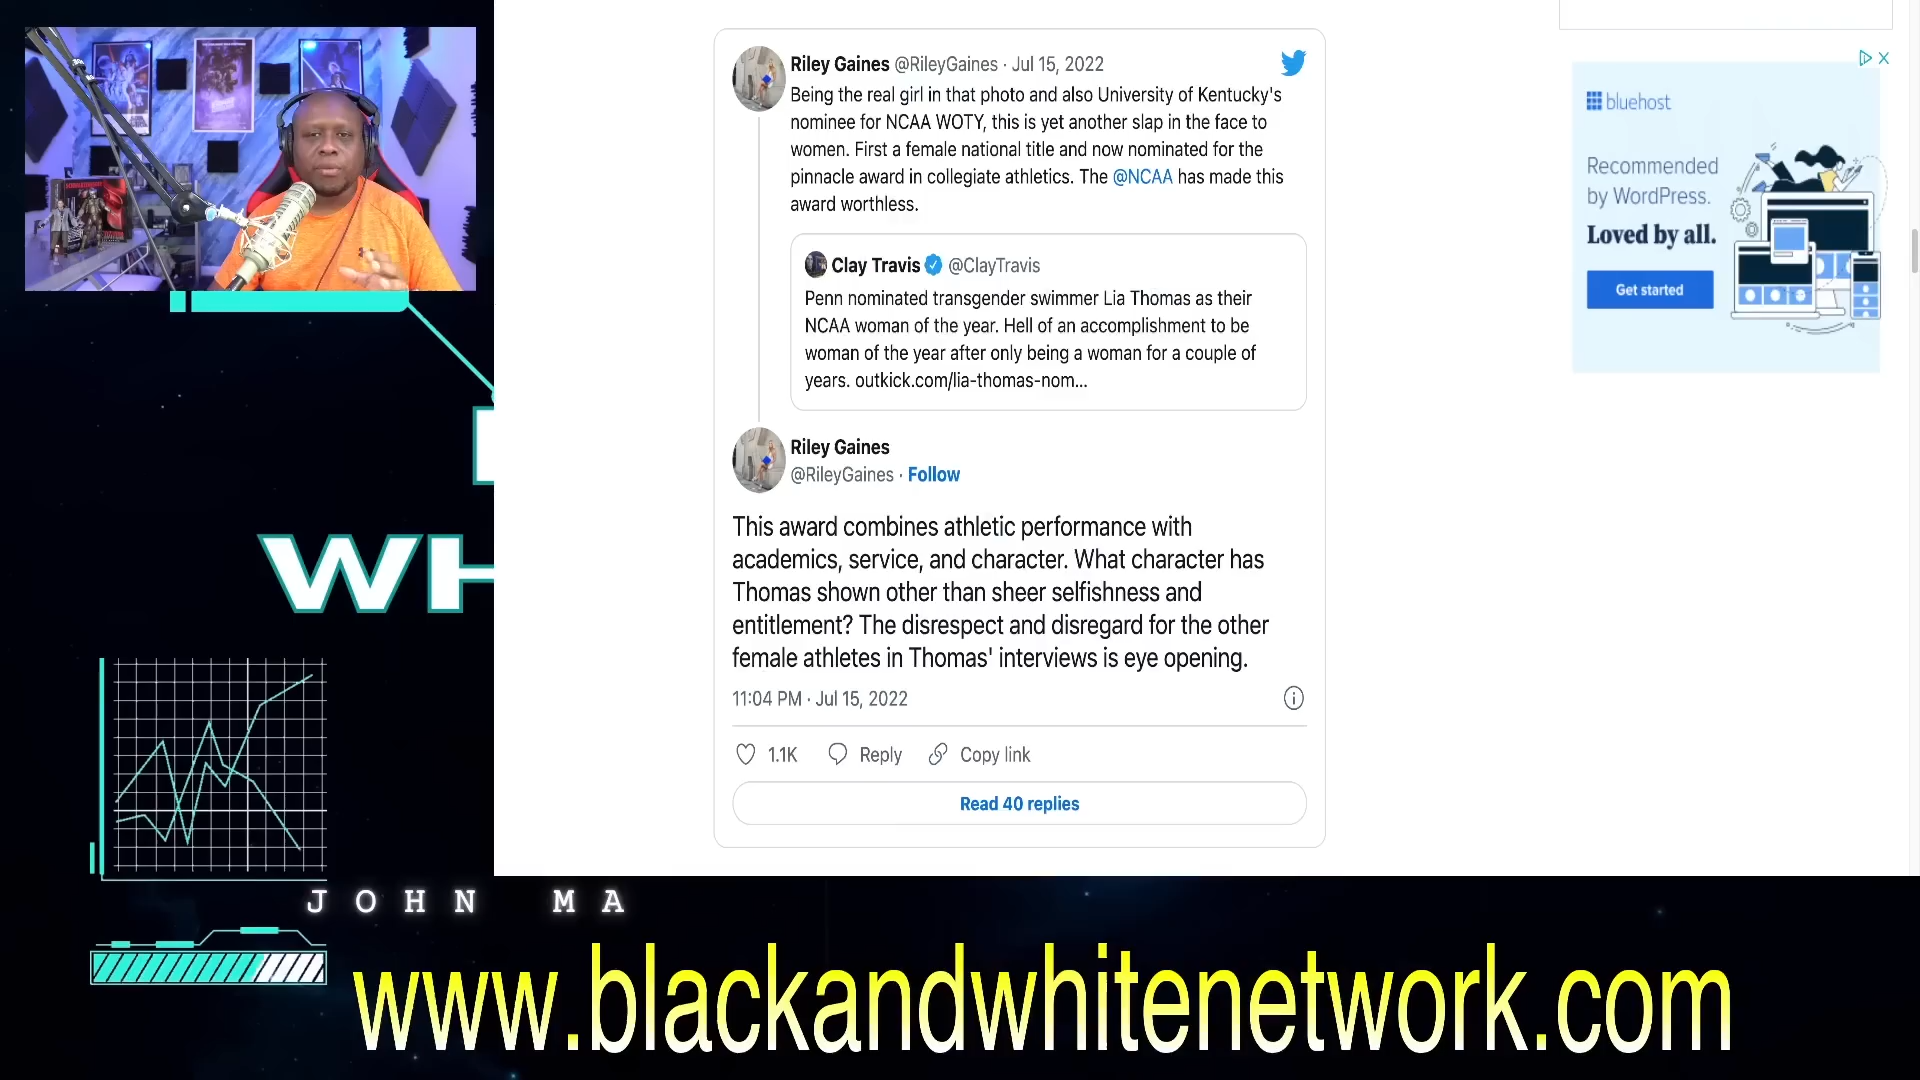 Riley Gaines @RileyGaines · Jul 15, 2022
Being the real girl in that photo and also University of Kentucky's
nominee for NCAA WOTY, this is yet another slap in the face to
women. First a female national title and now nominated for the
pinnacle award in collegiate athletics. The @NCAA has made this
award worthless.
Clay Travis @ClayTravis
Penn nominated transgender swimmer Lia Thomas as their
NCAA woman of the year. Hell of an accomplishment to be
woman of the year after only being a woman for a couple of
years. outkick.com/lia-thomas-nom...
Riley Gaines
@RileyGaines · Follow
This award combines athletic performance with
academics, service, and character. What character has
Thomas shown other than sheer selfishness and
entitlement? The disrespect and disregard for the other
female athletes in Thomas' interviews is eye opening.
11:04 PM · Jul 15, 2022
1.1K Reply Copy link
Read 40 replies
bluehost
Recommended
by WordPress.
Loved by all.
Get started
WH
JOHN MA
www.blackandwhitenetwork.com